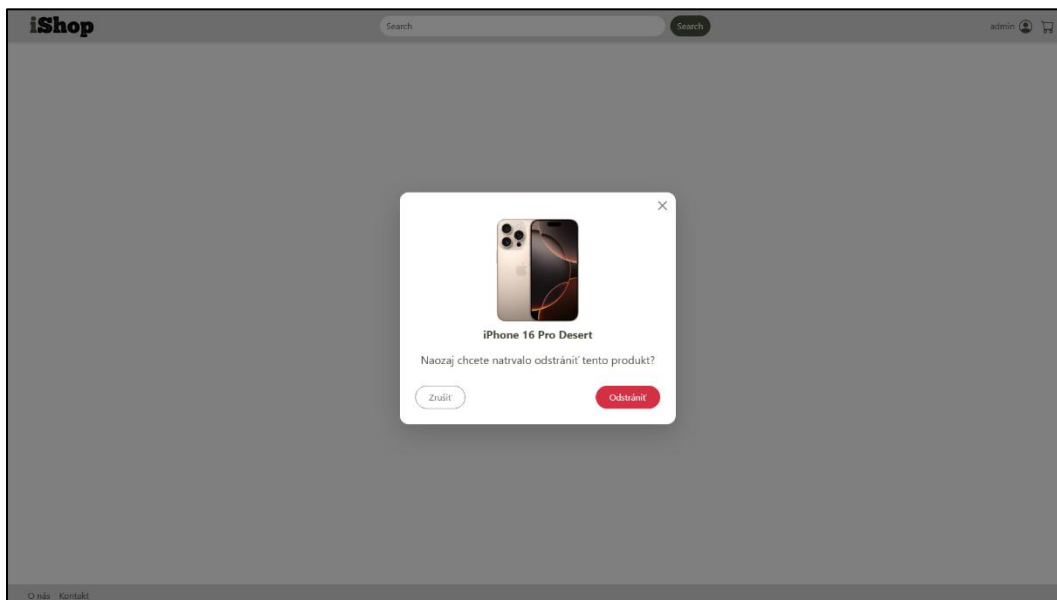 iShop
Search
Search
admin
iPhone 16 Pro Desert
Naozaj chcete natrvalo odstrániť tento produkt?
Zrušiť
Odstrániť
O nás Kontakt